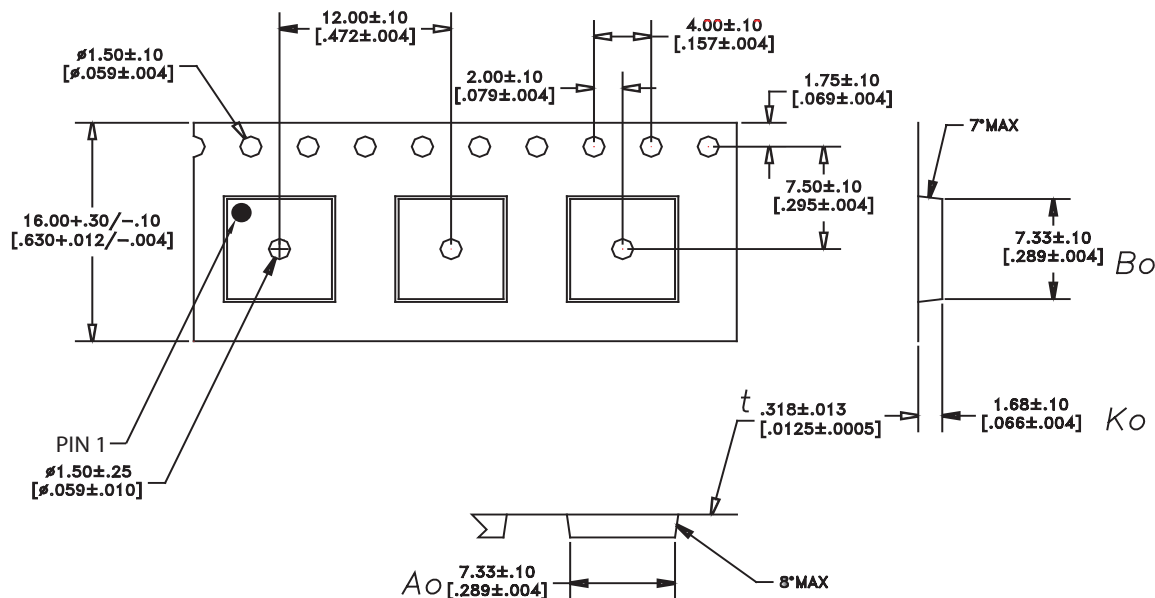 12.00±.10
[.472±.004]
4.00±.10
[.157±.004]
ø1.50±.10
[ø.059±.004]
2.00±.10
[.079±.004]
1.75±.10
[.069±.004]
7°MAX
16.00+.30/-.10
[.630+.012/-.004]
7.50±.10
[.295±.004]
7.33±.10
[.289±.004]
Bo
t
.318±.013
[.0125±.0005]
1.68±.10
[.066±.004]
Ko
PIN 1
ø1.50±.25
[ø.059±.010]
Ao
7.33±.10
[.289±.004]
8°MAX